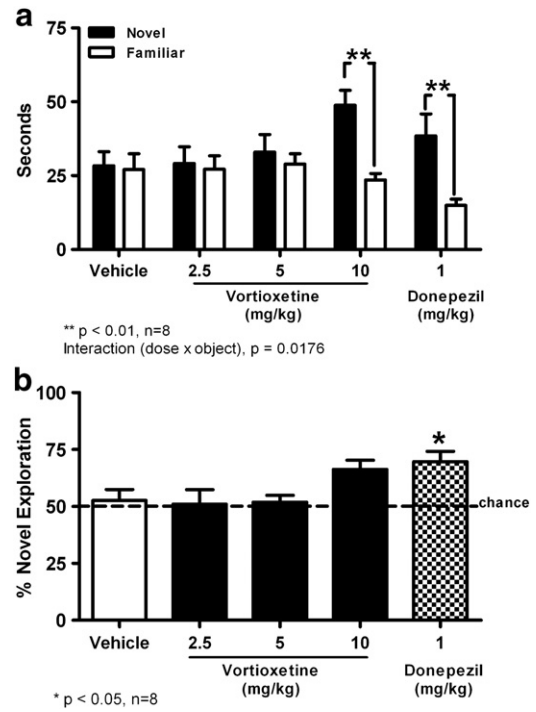 a
75
Novel
Familiar
**
**
50
Seconds
25
0
Vehicle 2.5 5 10 1
Vortioxetine Donepezil
(mg/kg) (mg/kg)
** p < 0.01, n=8
Interaction (dose x object), p = 0.0176
b
100
% Novel Exploration
75
*
50
chance
25
0
Vehicle 2.5 5 10 1
Vortioxetine Donepezil
(mg/kg) (mg/kg)
* p < 0.05, n=8